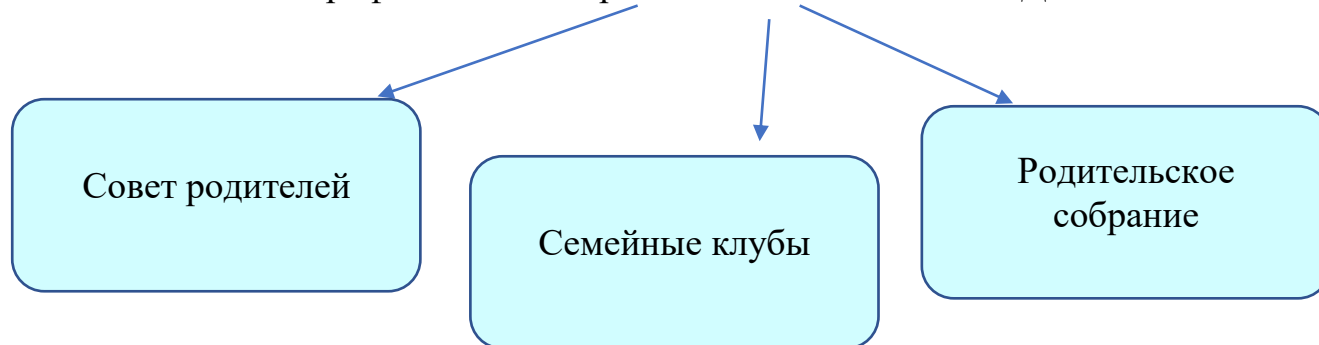 Совет родителей
Семейные клубы
Родительское
собрание